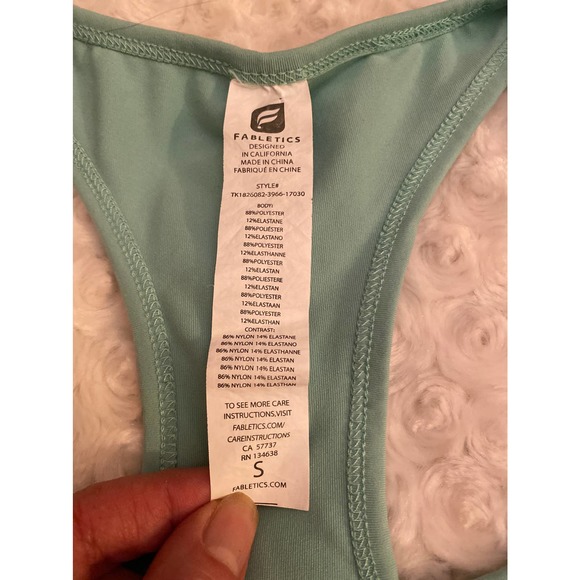 FABLETICS
DESIGNED
IN CALIFORNIA
MADE IN CHINA
FABRIQUÉ EN CHINE
STYLE#
TK1826082-3966-17030
BODY:
88%POLYESTER
12%ELASTANE
88%POLIÉSTER
12%ELASTANO
88%POLYESTER
12%ELASTHANNE
88%POLYESTER
12%ELASTAN
88%POLIESTERE
12%ELASTAN
88%POLYESTER
12%ELASTAAN
88%POLYESTER
12%ELASTHAN
CONTRAST:
86% NYLON 14% ELASTANE
86% NYLON 14% ELASTANO
86% NYLON 14% ELASTHANNE
86% NYLON 14% ELASTAN
86% NYLON 14% ELASTAN
86% NYLON 14% ELASTAAN
86% NYLON 14% ELASTHAN
TO SEE MORE CARE
INSTRUCTIONS,VISIT
FABLETICS.COM/
CAREINSTRUCTIONS
CA 57737
RN 134638
S
FABLETICS.COM